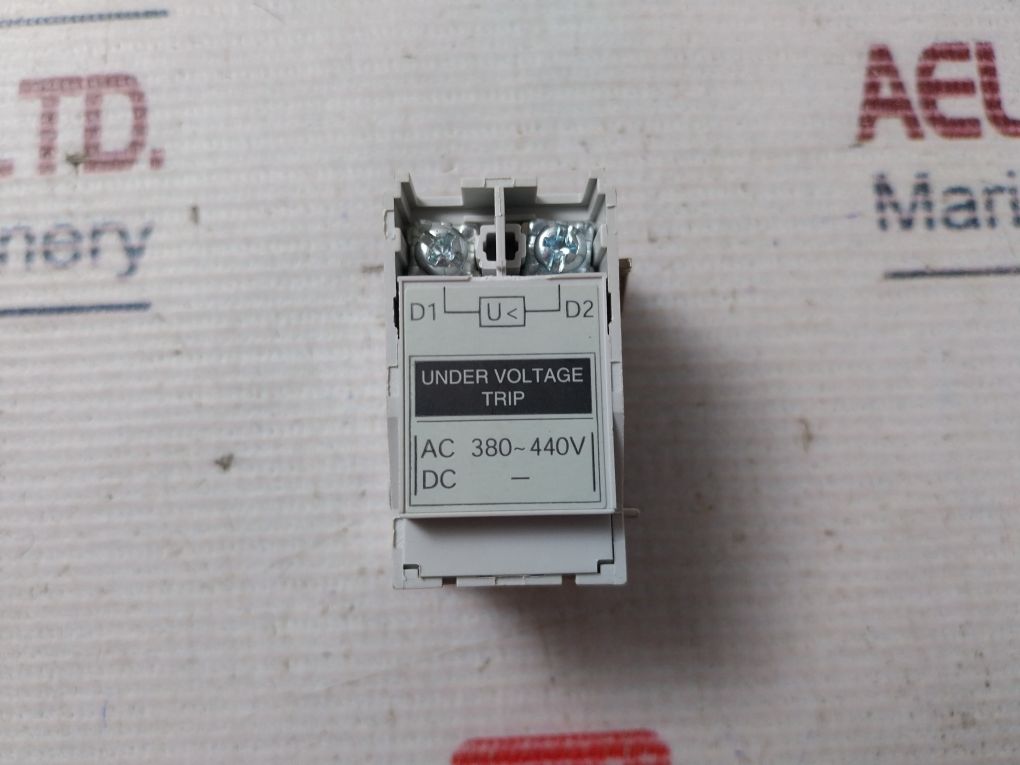 LTD.
AEL
nery
Mari
D1 U< D2
UNDER VOLTAGE
TRIP
AC 380~440V
DC —